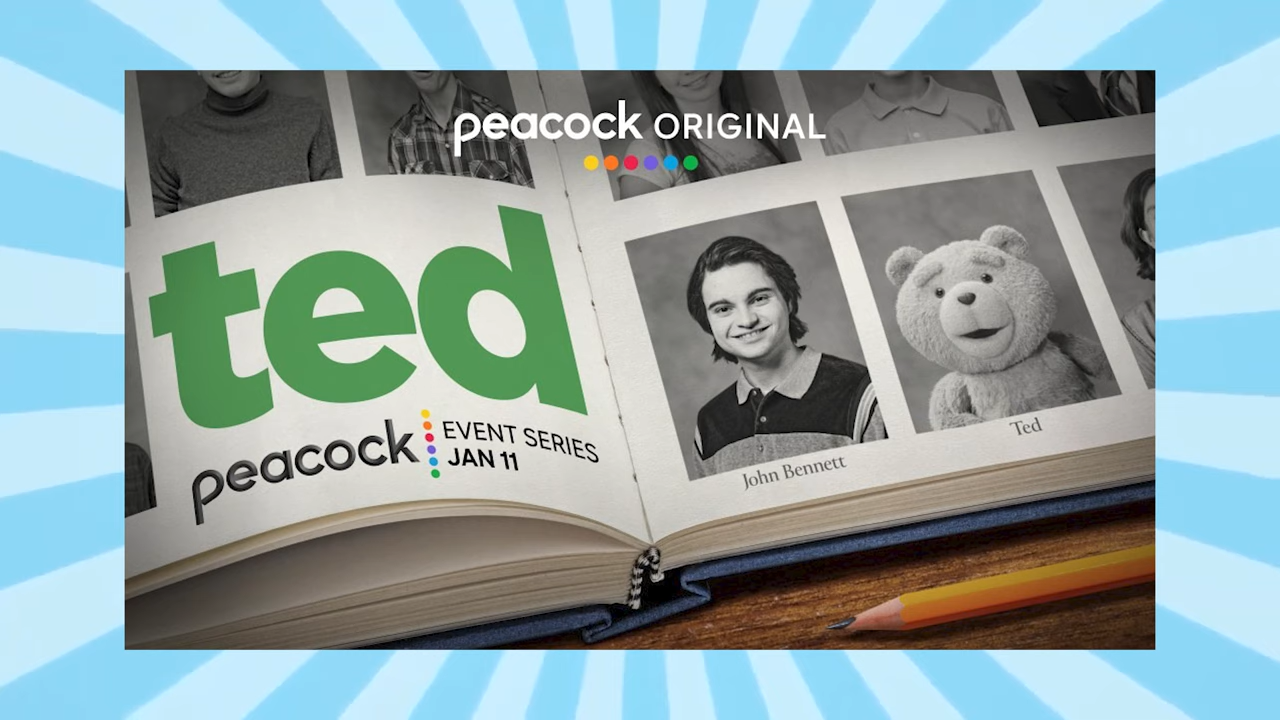 peacock ORIGINAL
ted
peacock EVENT SERIES
JAN 11
John Bennett
Ted